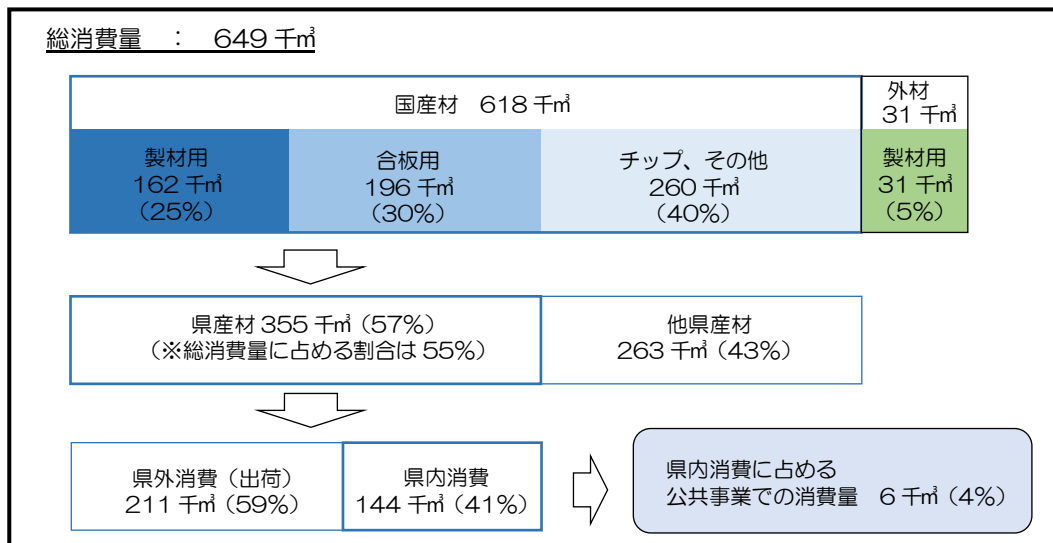 総消費量 ： 649 千㎥
国産材 618 千㎥
外材
31 千㎥
製材用
162 千㎥
(25%)
合板用
196 千㎥
(30%)
チップ、その他
260 千㎥
(40%)
製材用
31 千㎥
(5%)
県産材 355 千㎥（57%）
（※総消費量に占める割合は 55%）
他県産材
263 千㎥（43%）
県外消費（出荷）
211 千㎥（59%）
県内消費
144 千㎥（41%）
県内消費に占める
公共事業での消費量 6 千㎥（4%）